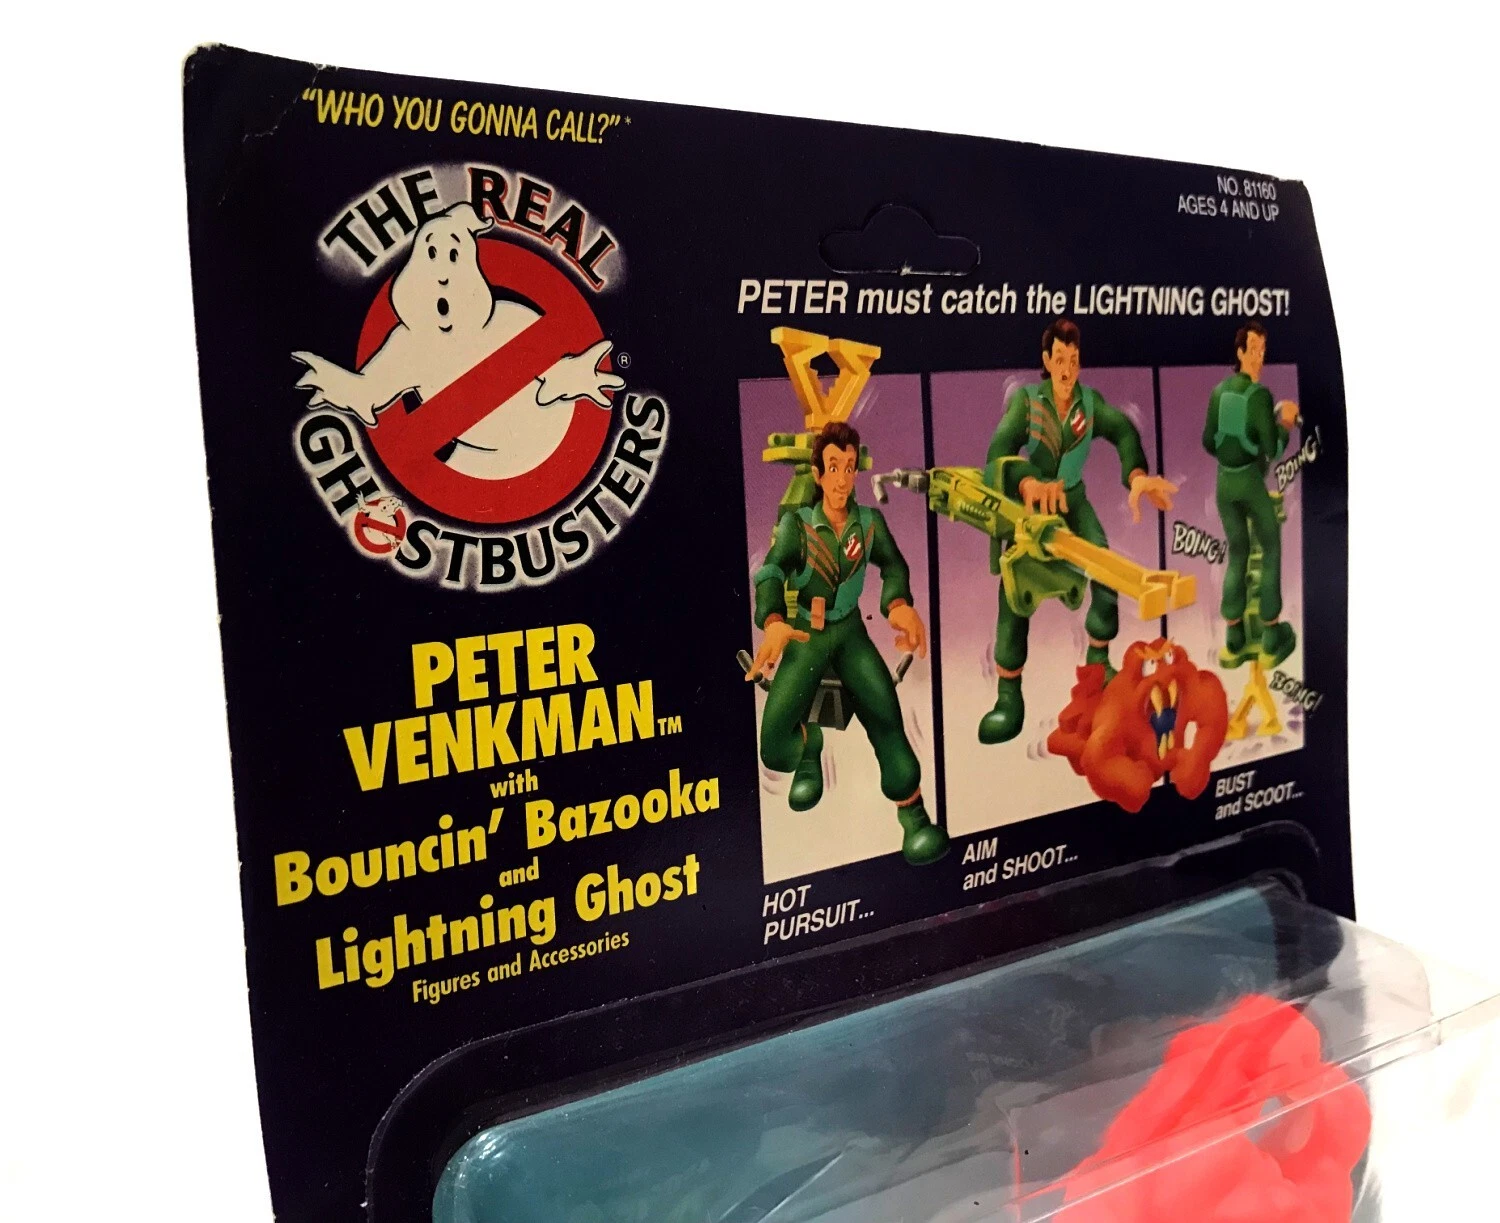 "WHO YOU GONNA CALL?"*
THE REAL
GHOSTBUSTERS
®
NO. 81160
AGES 4 AND UP
PETER must catch the LIGHTNING GHOST!
BOING!
BOING!
BOING!
HOT
PURSUIT...
AIM
and SHOOT...
BUST
and SCOOT...
PETER
VENKMAN™
with
Bouncin' Bazooka
and
Lightning Ghost
Figures and Accessories